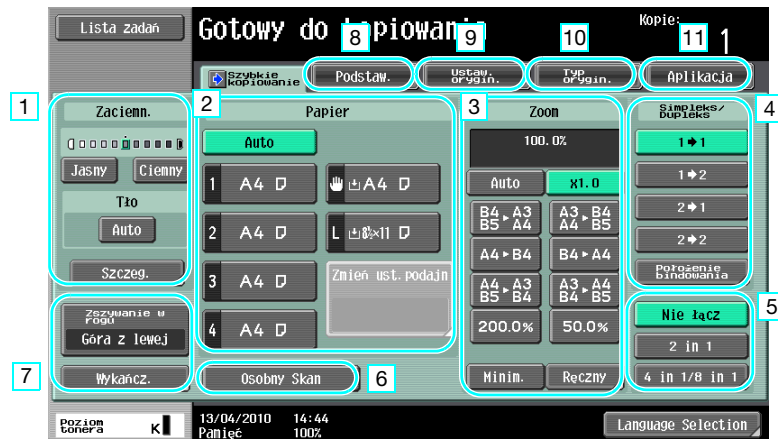 Lista zadań
Gotowy do kopiowania
Kopie:
1
8
9
10
11
Szybkie kopiowanie
Podstaw.
Ustaw. orygin.
Typ orygin.
Aplikacja
1
Zaciemn.
Jasny
Ciemny
Tło
Auto
Szczeg.
2
Papier
Auto
1 A4
A4
2 A4
L 8½×11
3 A4
Zmień ust. podajn
4 A4
3
Zoom
100.0%
Auto
x1.0
B4 ▸ A3
B5 ▸ A4
A3 ▸ B4
A4 ▸ B5
A4 ▸ B4
B4 ▸ A4
A4 ▸ A3
B5 ▸ B4
A3 ▸ A4
B4 ▸ B5
200.0%
50.0%
Minim.
Ręczny
4
Simpleks/
Dupleks
1 → 1
1 → 2
2 → 1
2 → 2
Położenie
bindowania
5
Nie łącz
2 in 1
4 in 1/8 in 1
Zszywanie w
rogu
Góra z lewej
7
Wykańcz.
Osobny Skan
6
Poziom
tonera
K
13/04/2010 14:44
Pamięć 100%
Language Selection